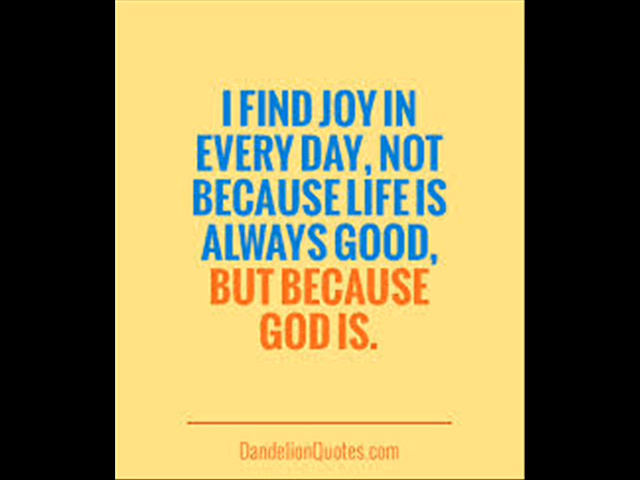 I FIND JOY IN
EVERY DAY, NOT
BECAUSE LIFE IS
ALWAYS GOOD,
BUT BECAUSE
GOD IS.
DandelionQuotes.com